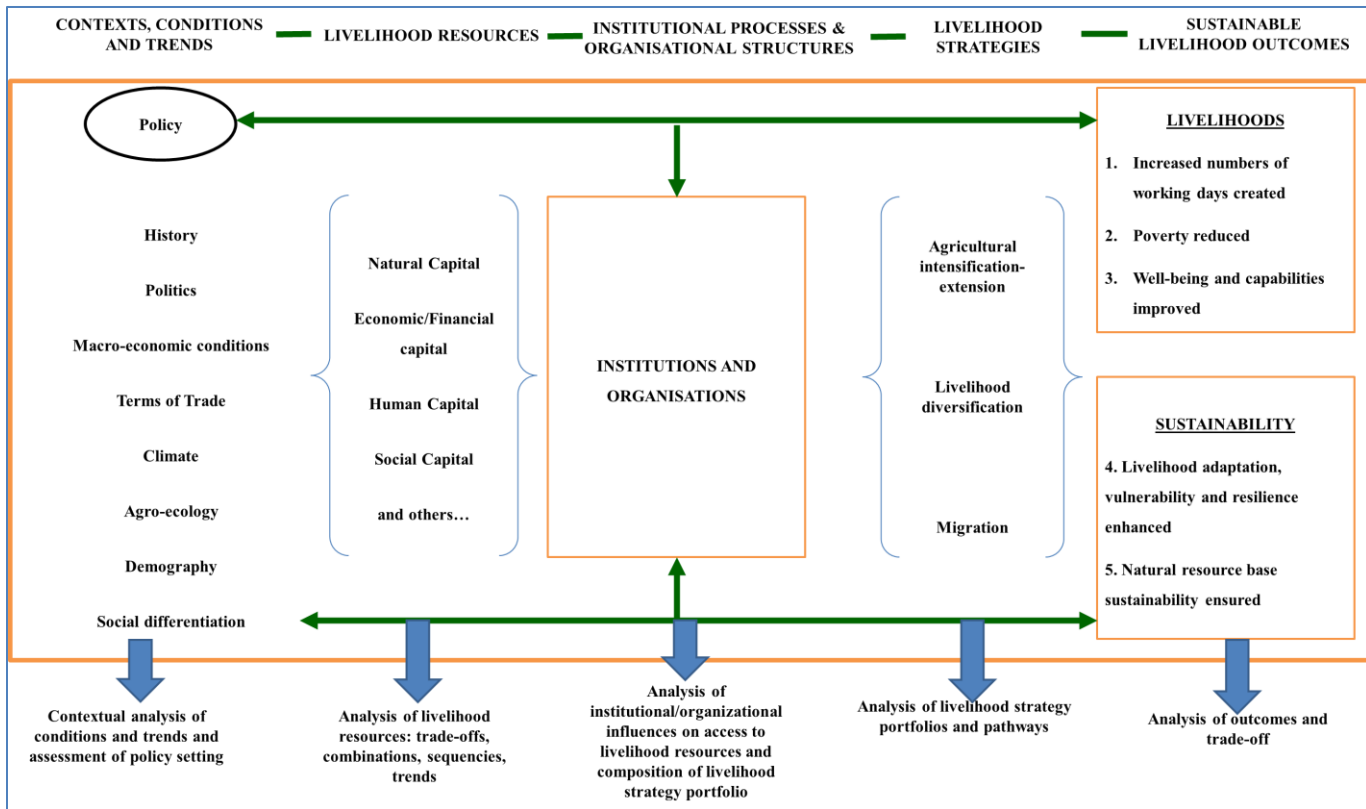 CONTEXTS, CONDITIONS
AND TRENDS
LIVELIHOOD RESOURCES
INSTITUTIONAL PROCESSES &
ORGANISATIONAL STRUCTURES
LIVELIHOOD
STRATEGIES
SUSTAINABLE
LIVELIHOOD OUTCOMES
Policy
History
Politics
Macro-economic conditions
Terms of Trade
Climate
Agro-ecology
Demography
Social differentiation
Natural Capital
Economic/Financial
capital
Human Capital
Social Capital
and others…
INSTITUTIONS AND
ORGANISATIONS
Agricultural
intensification-
extension
Livelihood
diversification
Migration
LIVELIHOODS
1. Increased numbers of
working days created
2. Poverty reduced
3. Well-being and capabilities
improved
SUSTAINABILITY
4. Livelihood adaptation,
vulnerability and resilience
enhanced
5. Natural resource base
sustainability ensured
Contextual analysis of
conditions and trends and
assessment of policy setting
Analysis of livelihood
resources: trade-offs,
combinations, sequencies,
trends
Analysis of
institutional/organizational
influences on access to
livelihood resources and
composition of livelihood
strategy portfolio
Analysis of livelihood strategy
portfolios and pathways
Analysis of outcomes and
trade-off